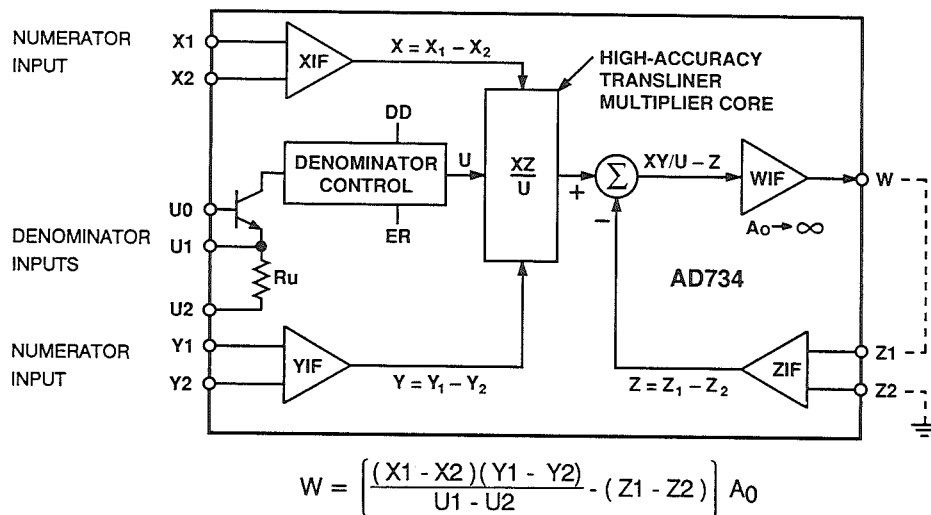 NUMERATOR
INPUT
X1
X2
XIF
X = X₁ – X₂
HIGH-ACCURACY
TRANSLINER
MULTIPLIER CORE
DD
DENOMINATOR
CONTROL
ER
U
XZ
U
+
Σ
–
XY/U – Z
WIF
A₀→∞
W
U0
DENOMINATOR
INPUTS
U1
Ru
U2
AD734
NUMERATOR
INPUT
Y1
Y2
YIF
Y = Y₁ – Y₂
Z = Z₁ – Z₂
ZIF
Z1
Z2
W = [ (X1 - X2)(Y1 - Y2) / U1 - U2 - (Z1 - Z2) ] A₀